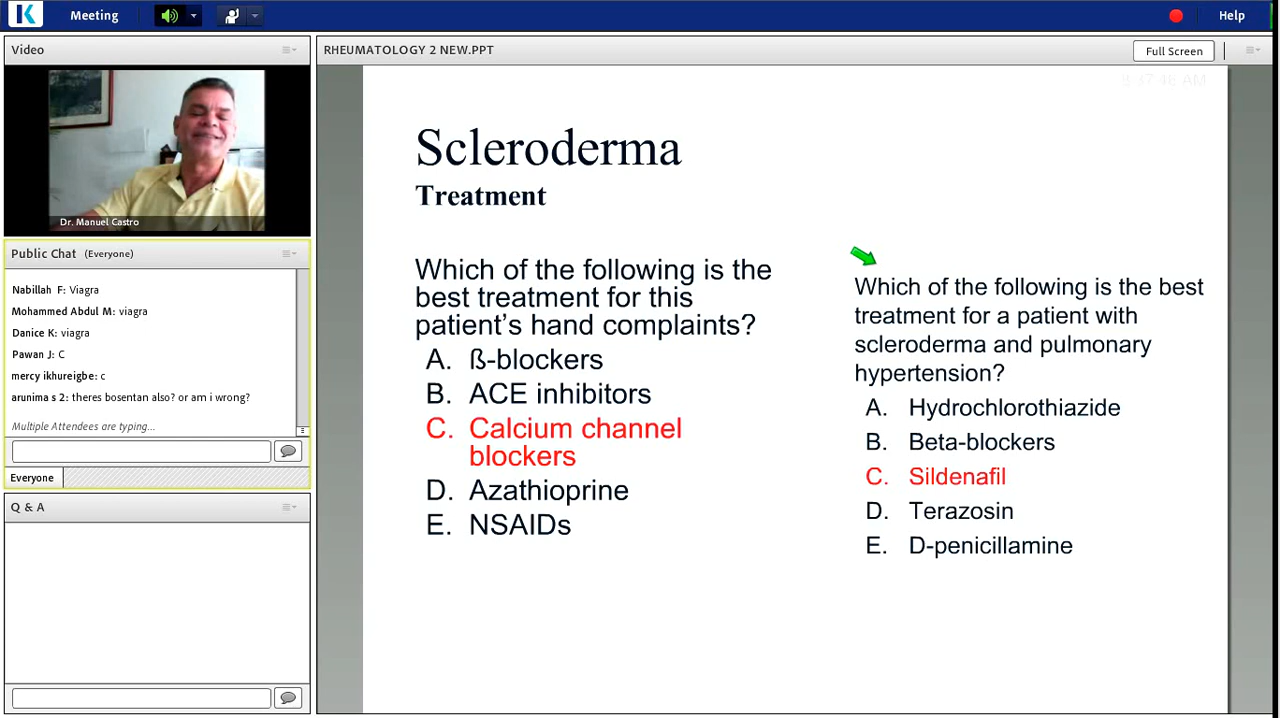 K Meeting Help
Video
Dr. Manuel Castro
Public Chat (Everyone)
Nabillah F: Viagra
Mohammed Abdul M: viagra
Danice K: viagra
Pawan J: C
mercy ikhureigbe: c
arunima s 2: theres bosentan also? or am i wrong?
Multiple Attendees are typing...
Everyone
Q & A
RHEUMATOLOGY 2 NEW.PPT
Full Screen
Scleroderma
Treatment
Which of the following is the
best treatment for this
patient's hand complaints?
A. ß-blockers
B. ACE inhibitors
C. Calcium channel
blockers
D. Azathioprine
E. NSAIDs
Which of the following is the best
treatment for a patient with
scleroderma and pulmonary
hypertension?
A. Hydrochlorothiazide
B. Beta-blockers
C. Sildenafil
D. Terazosin
E. D-penicillamine